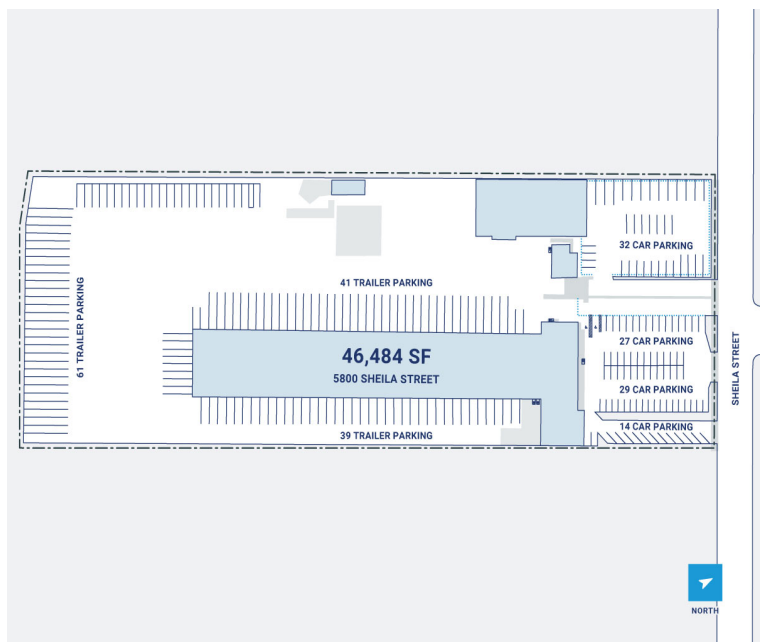 32 CAR PARKING
41 TRAILER PARKING
61 TRAILER PARKING
46,484 SF
5800 SHEILA STREET
27 CAR PARKING
29 CAR PARKING
14 CAR PARKING
39 TRAILER PARKING
SHEILA STREET
NORTH